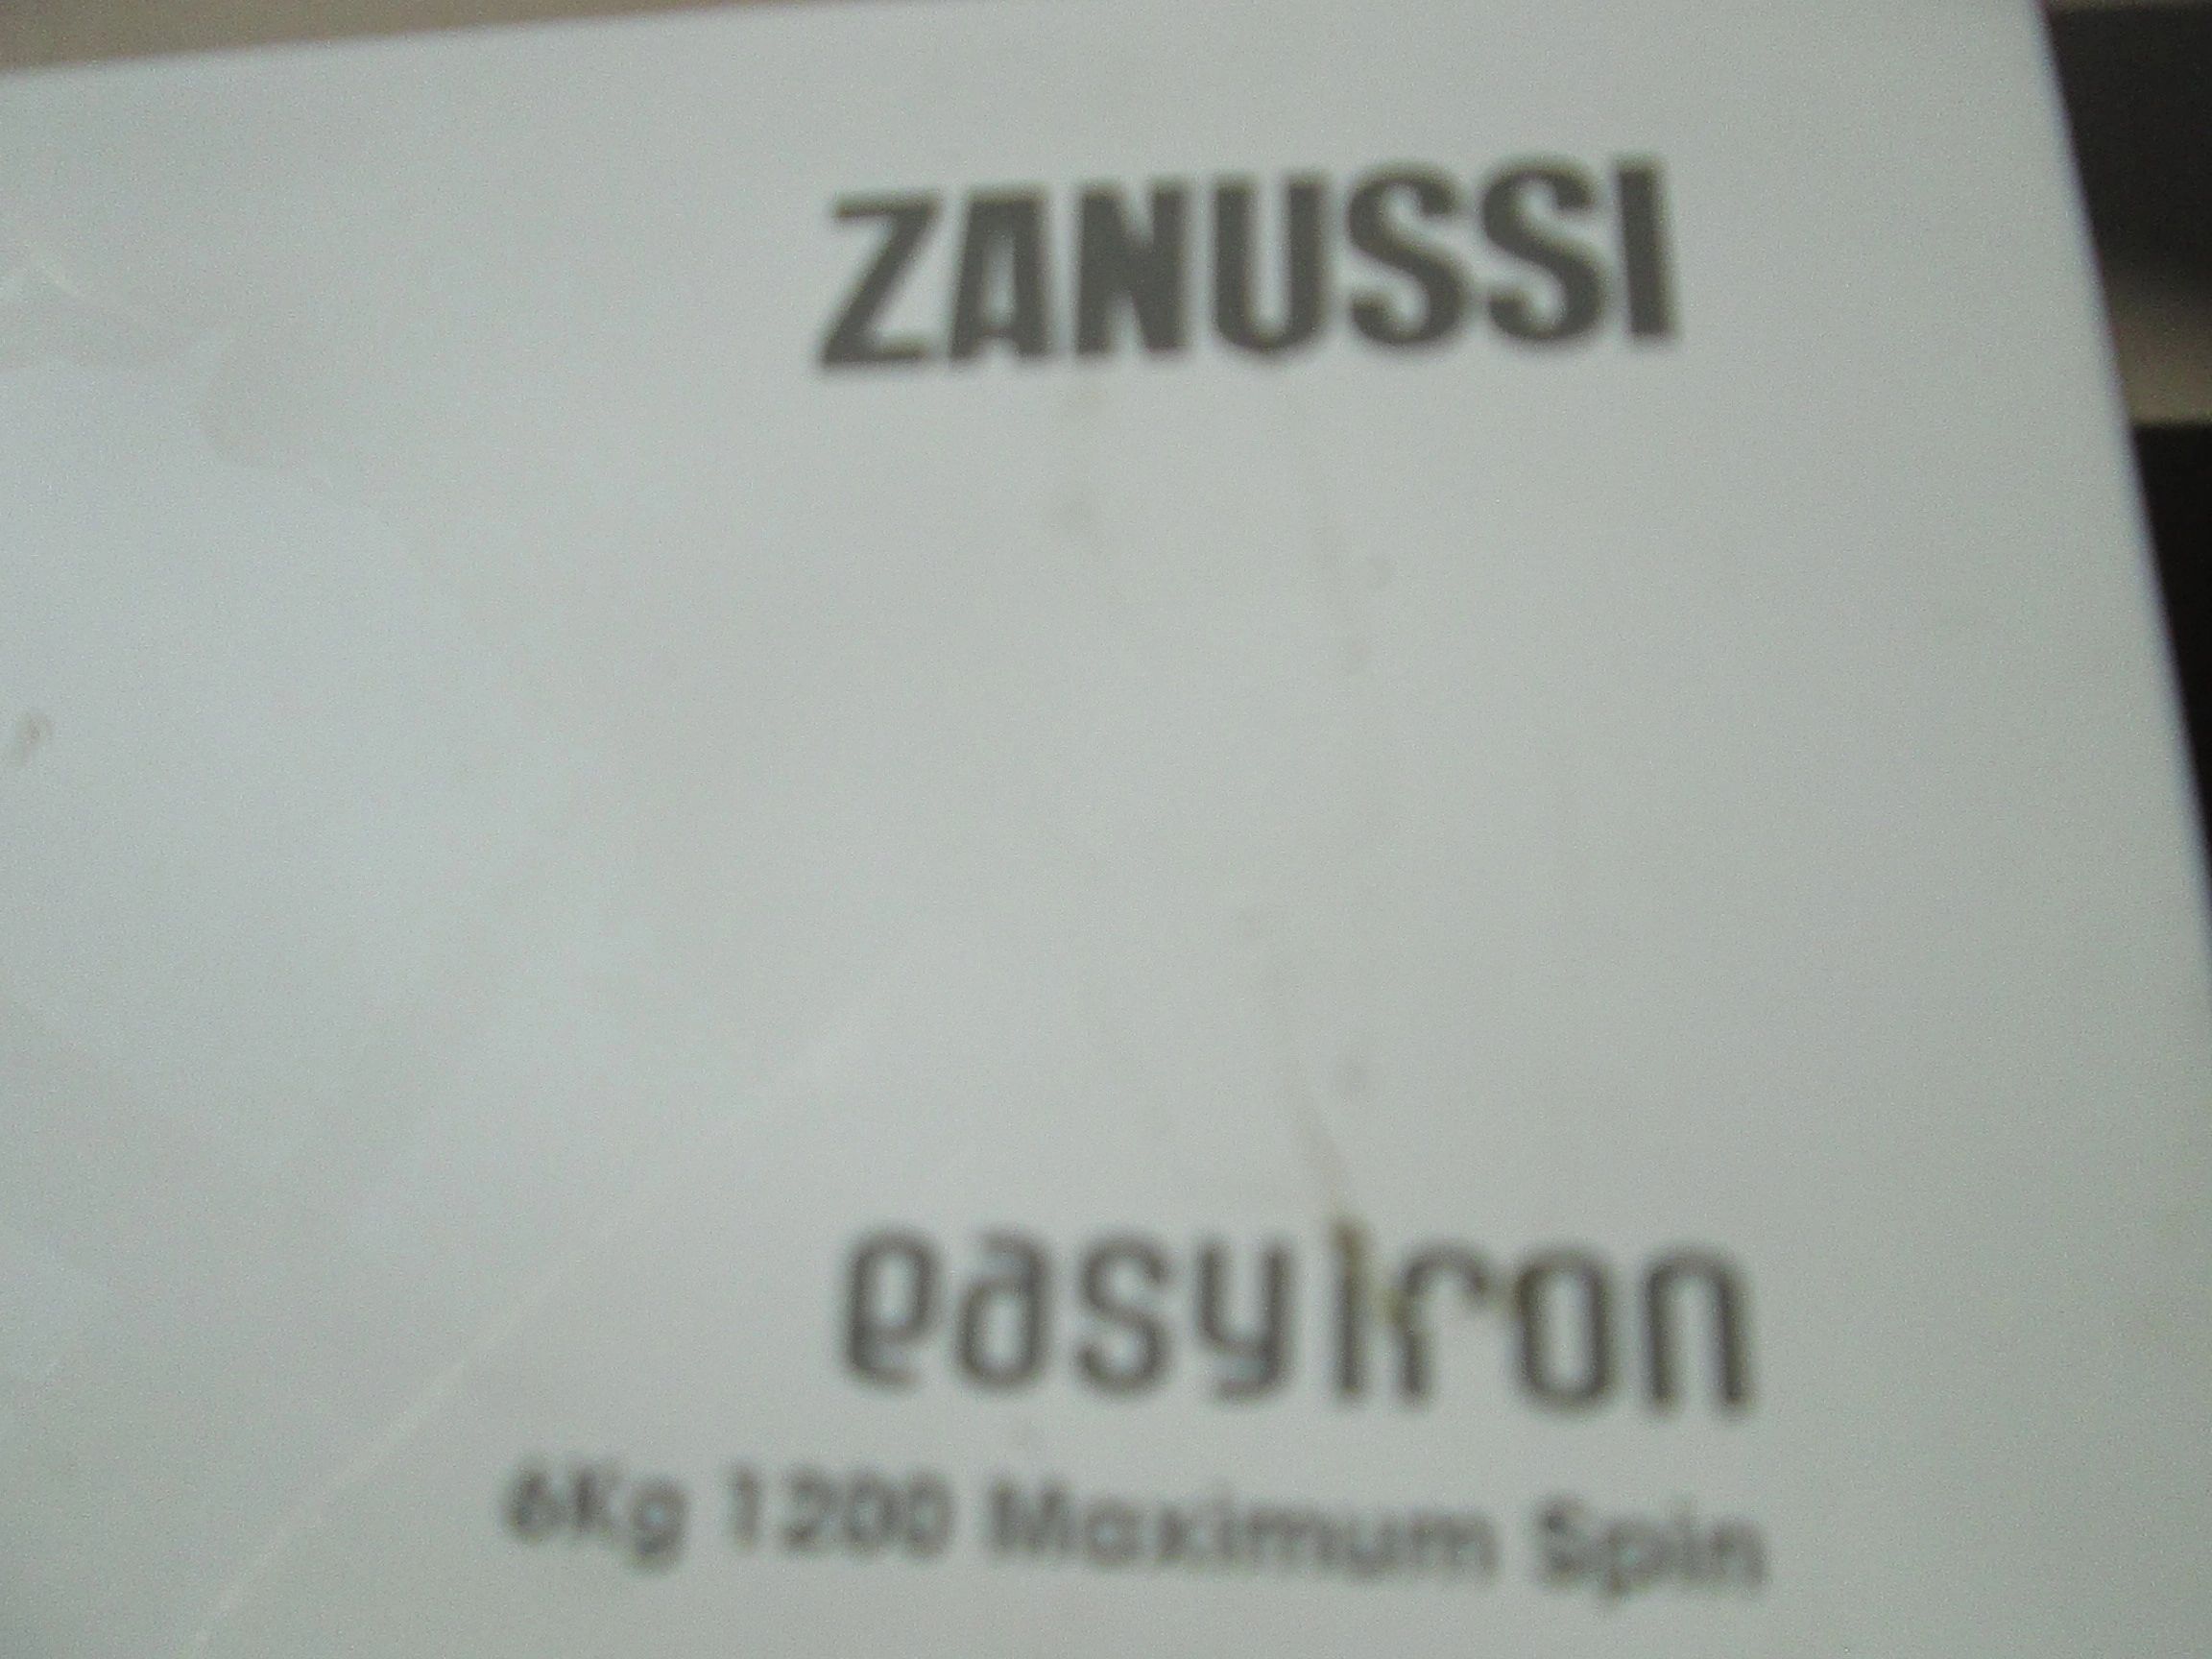 ZANUSSI
easyIron
6Kg 1200 Maximum Spin